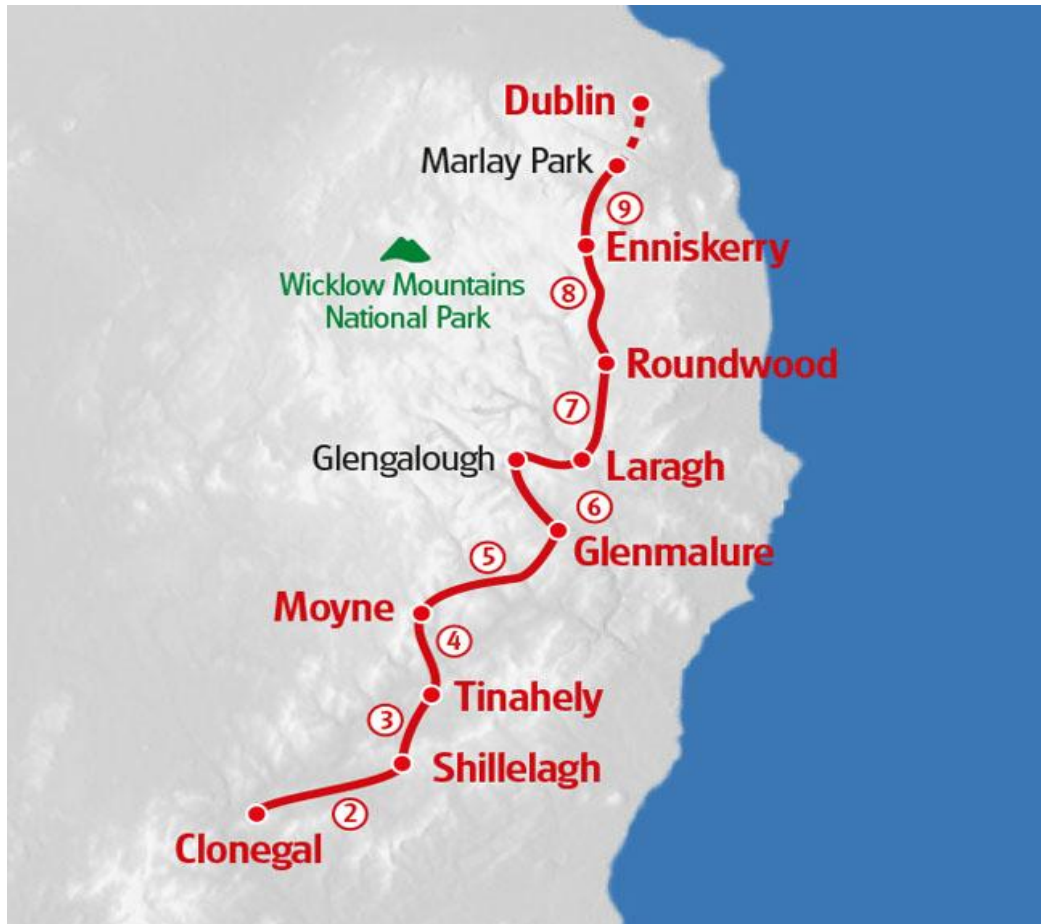 Dublin
Marlay Park
9
Enniskerry
Wicklow Mountains
National Park
8
Roundwood
7
Glengalough
Laragh
6
Glenmalure
5
Moyne
4
Tinahely
3
Shillelagh
2
Clonegal